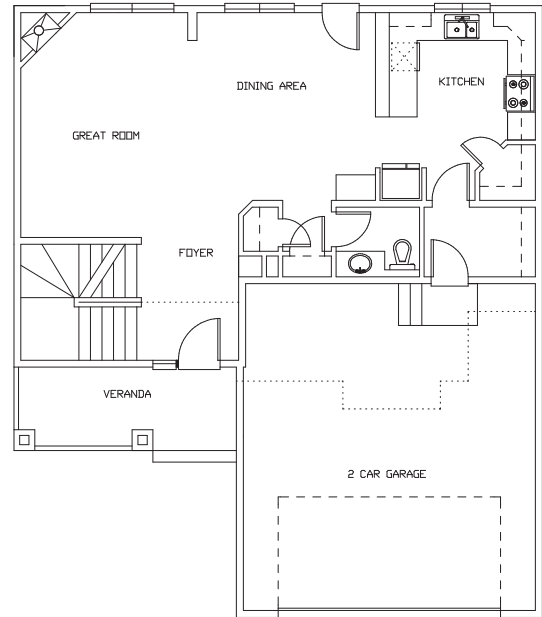 KITCHEN
DINING AREA
GREAT ROOM
FOYER
VERANDA
2 CAR GARAGE